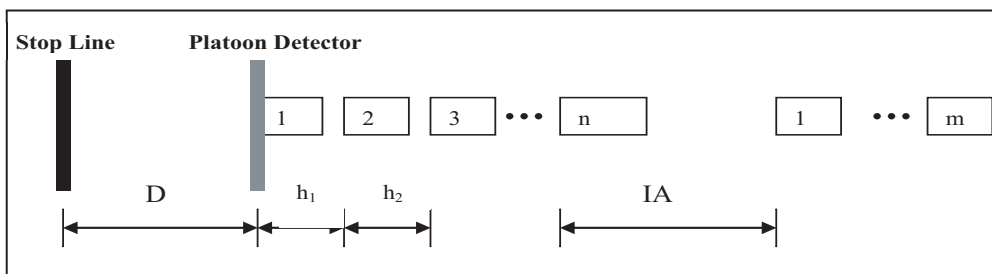 Stop Line Platoon Detector
1 2 3 ••• n 1 ••• m
D h₁ h₂ IA